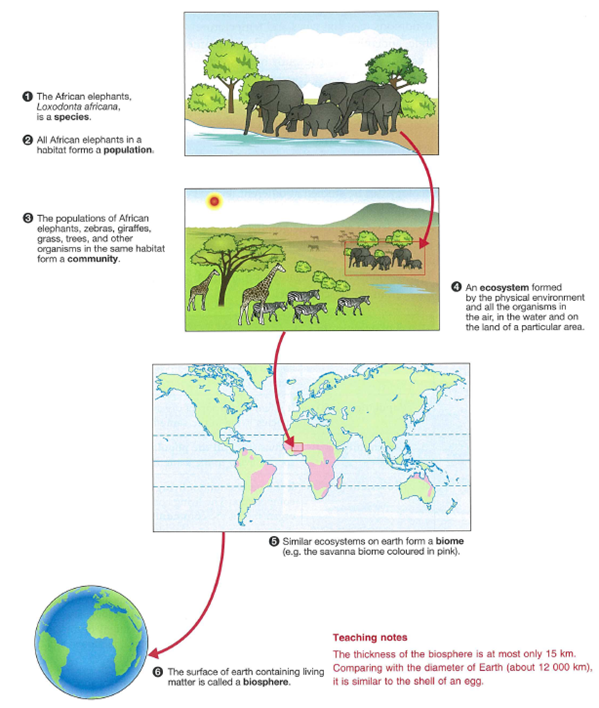 ❶ The African elephants,
Loxodonta africana,
is a species.
❷ All African elephants in a
habitat forms a population.
❸ The populations of African
elephants, zebras, giraffes,
grass, trees, and other
organisms in the same habitat
form a community.
❹ An ecosystem formed
by the physical environment
and all the organisms in
the air, in the water and on
the land of a particular area.
❺ Similar ecosystems on earth form a biome
(e.g. the savanna biome coloured in pink).
❻ The surface of earth containing living
matter is called a biosphere.
Teaching notes
The thickness of the biosphere is at most only 15 km.
Comparing with the diameter of Earth (about 12 000 km),
it is similar to the shell of an egg.